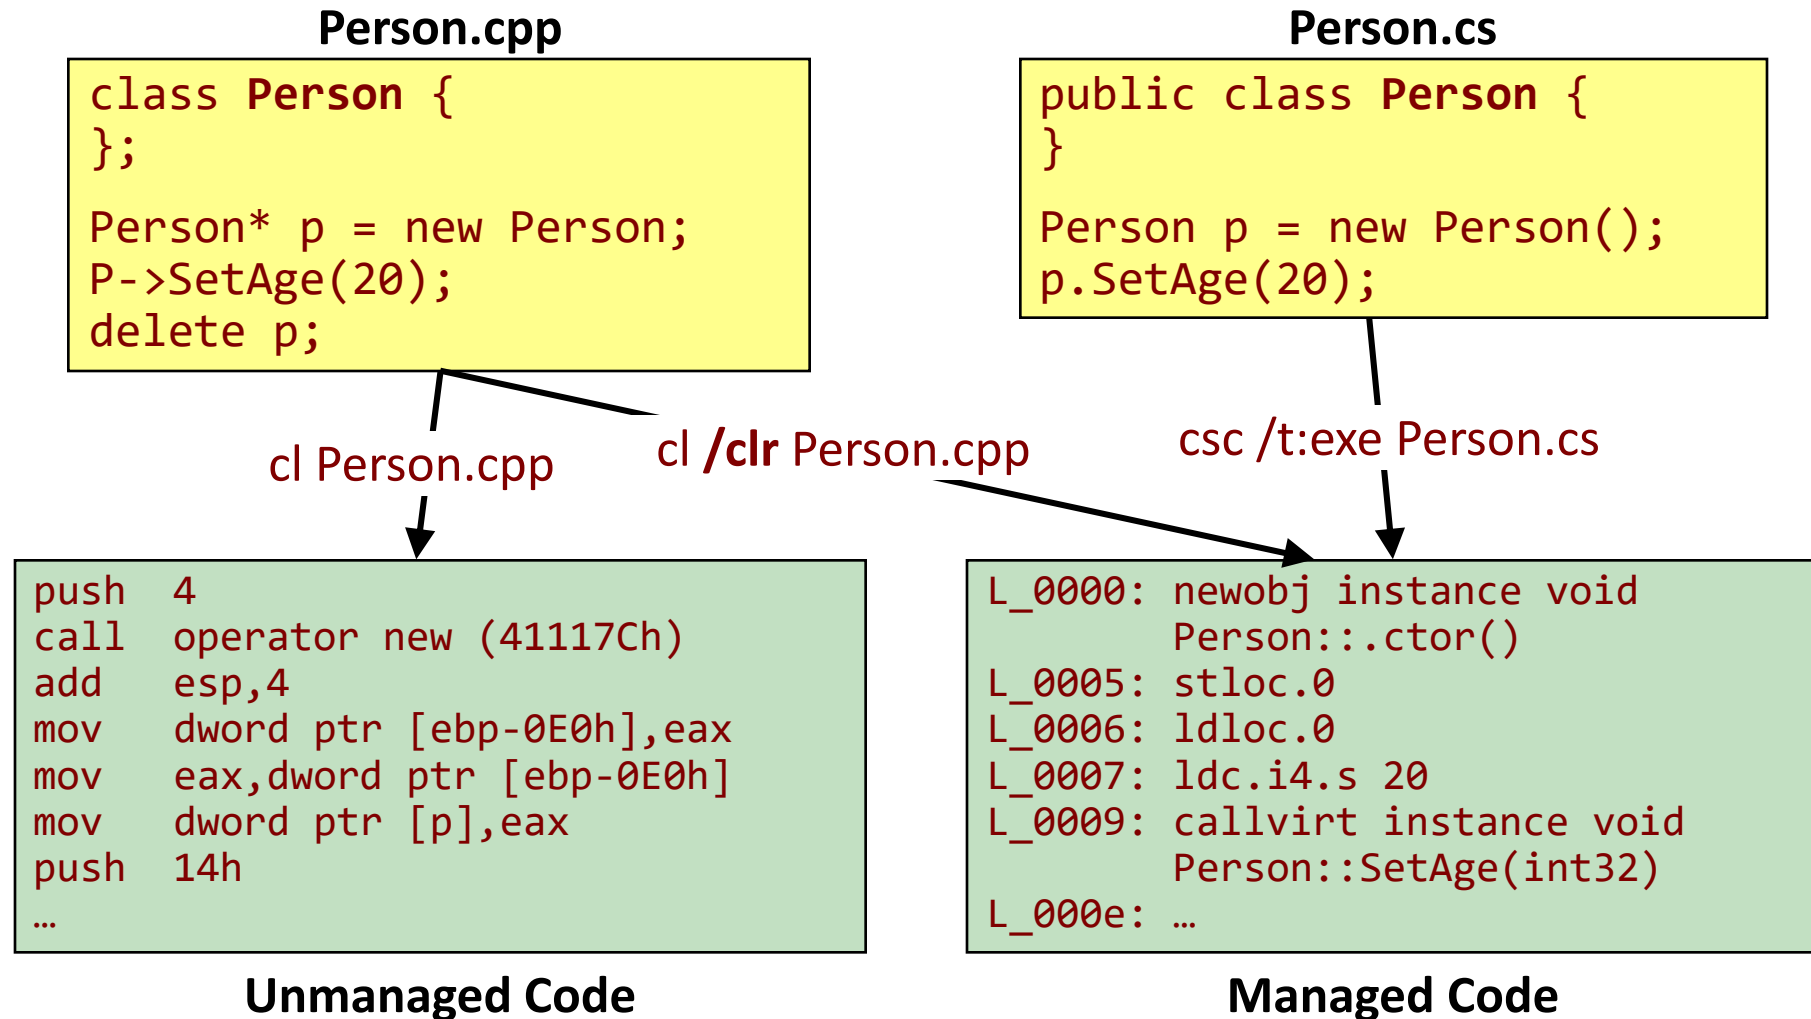 Person.cpp
class Person {
};
Person* p = new Person;
P->SetAge(20);
delete p;
Person.cs
public class Person {
}
Person p = new Person();
p.SetAge(20);
cl Person.cpp
cl /clr Person.cpp
csc /t:exe Person.cs
push 4
call operator new (41117Ch)
add esp,4
mov dword ptr [ebp-0E0h],eax
mov eax,dword ptr [ebp-0E0h]
mov dword ptr [p],eax
push 14h
…
Unmanaged Code
L_0000: newobj instance void
Person::.ctor()
L_0005: stloc.0
L_0006: ldloc.0
L_0007: ldc.i4.s 20
L_0009: callvirt instance void
Person::SetAge(int32)
L_000e: …
Managed Code